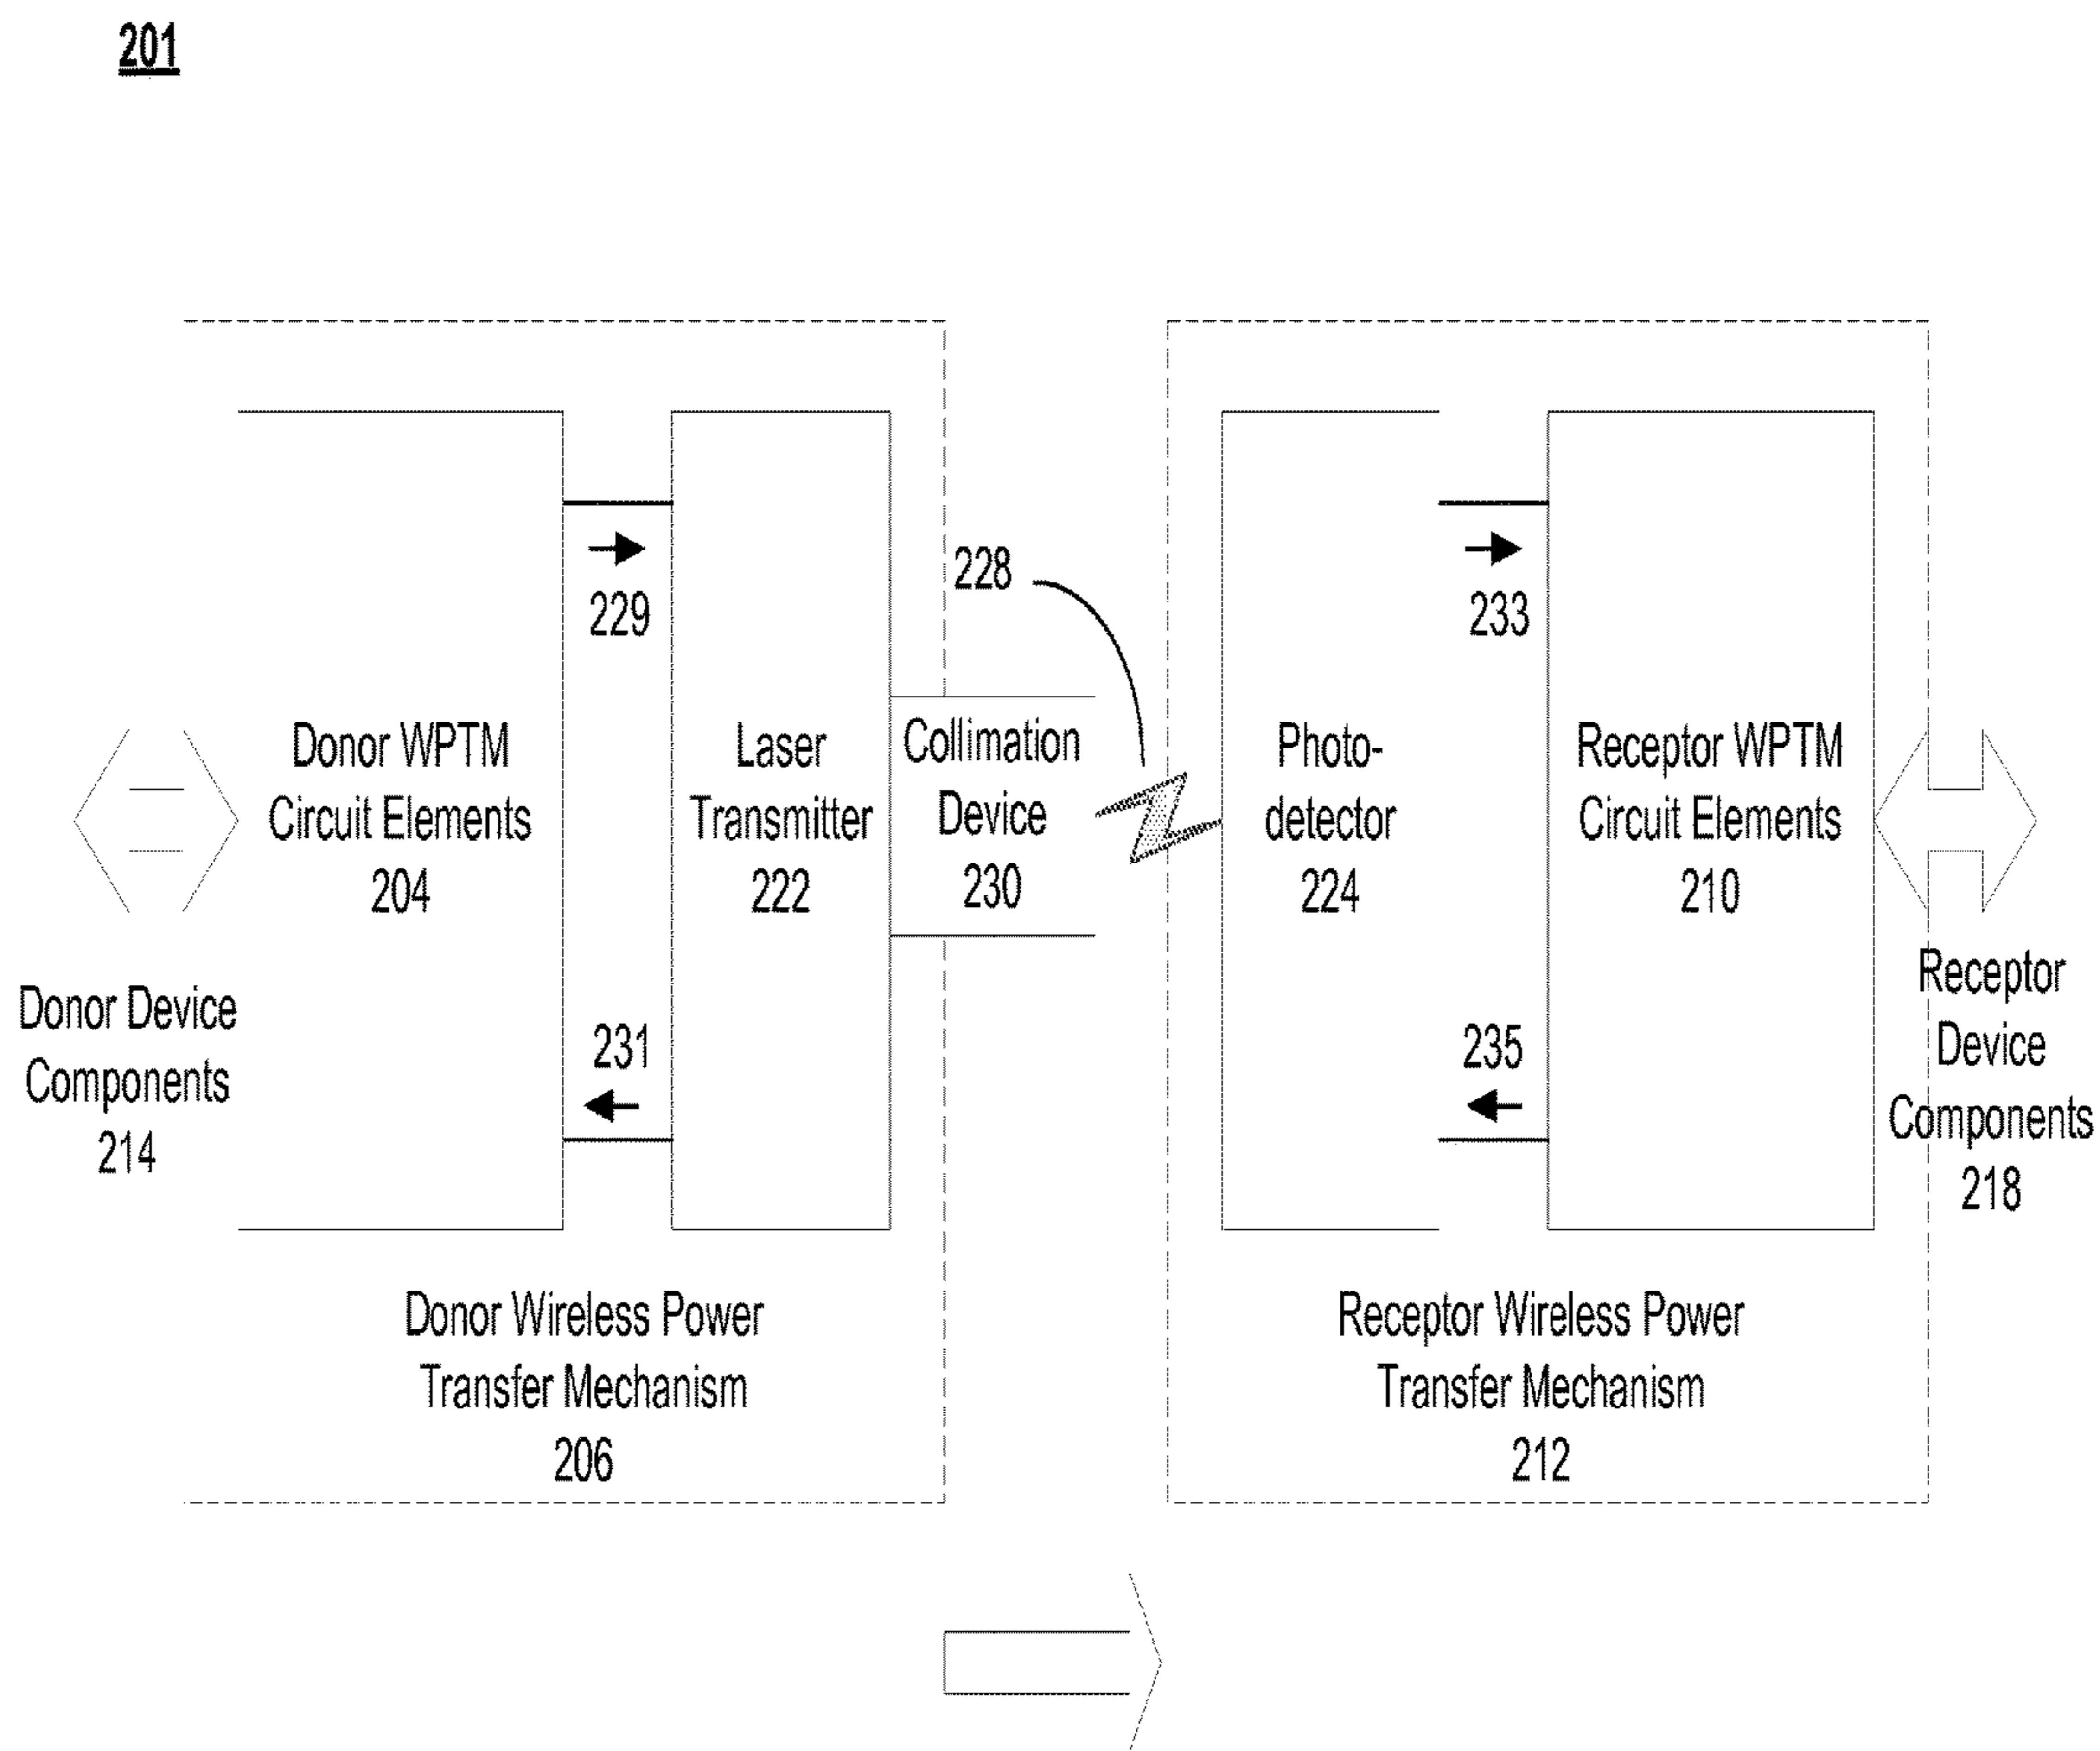 201
229
228
233
Donor WPTM
Circuit Elements
204
Laser
Transmitter
222
Collimation
Device
230
Photo-
detector
224
Receptor WPTM
Circuit Elements
210
Donor Device
Components
214
231
235
Receptor
Device
Components
218
Donor Wireless Power
Transfer Mechanism
206
Receptor Wireless Power
Transfer Mechanism
212